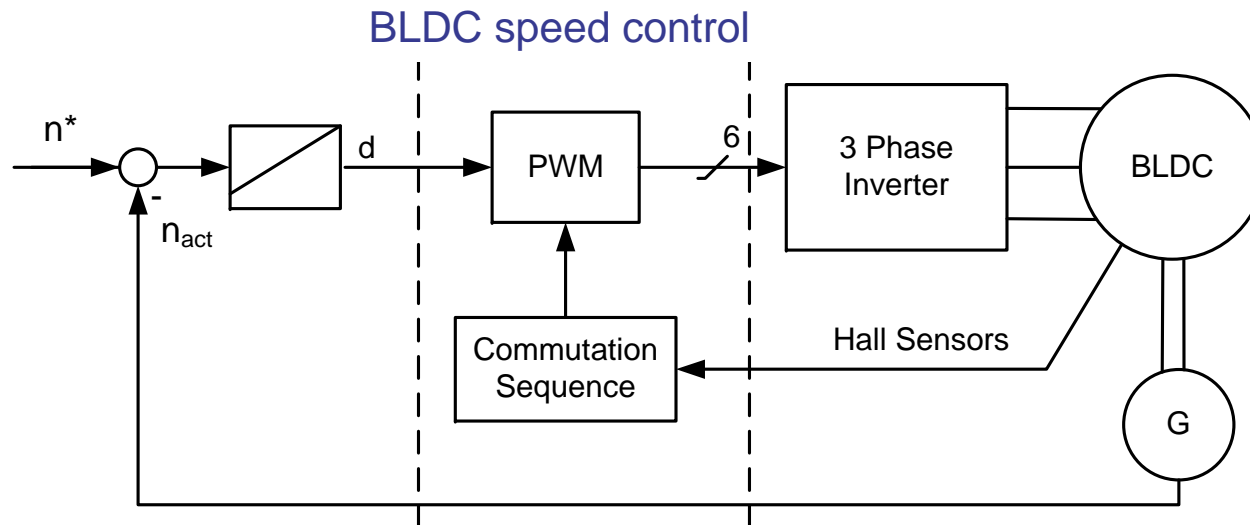 BLDC speed control
n*
-
n_act
d
PWM
6
3 Phase
Inverter
BLDC
Commutation
Sequence
Hall Sensors
G